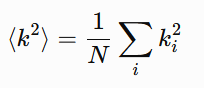 ⟨k²⟩ = 1/N ∑ᵢ kᵢ²